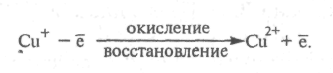 Cu⁺ − ē окисление / восстановление → Cu²⁺ + ē.